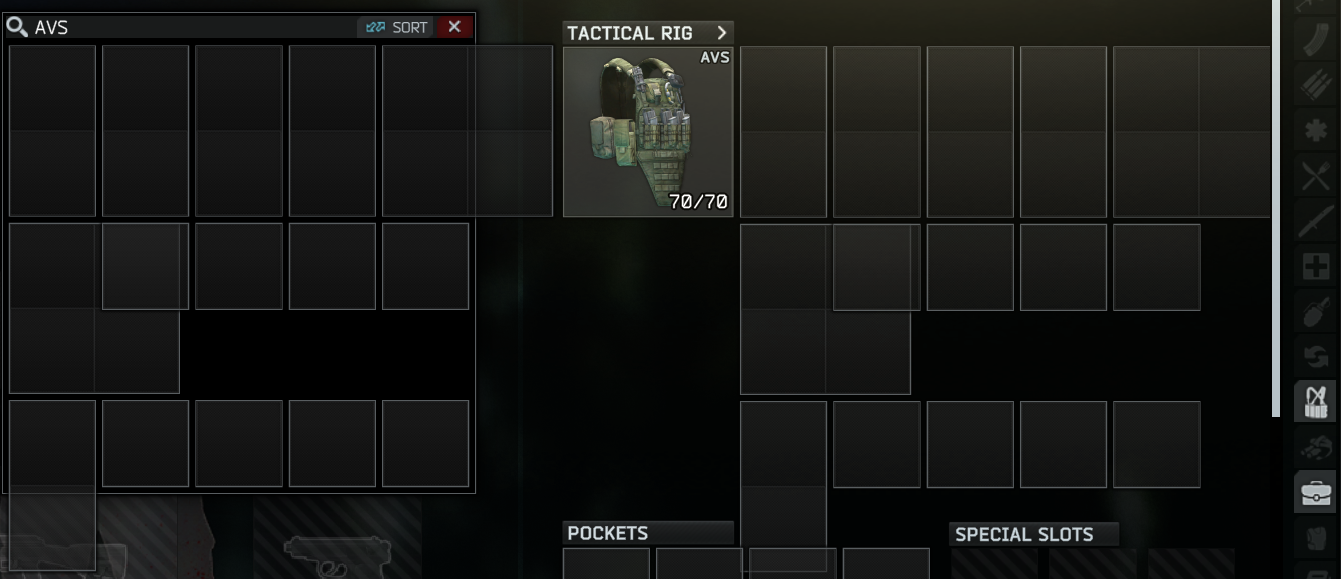 AVS
SORT
TACTICAL RIG
AVS
70/70
POCKETS
SPECIAL SLOTS